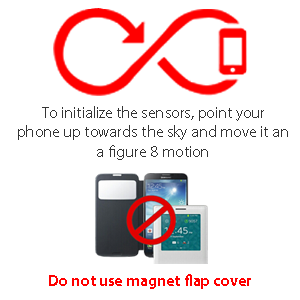 To initialize the sensors, point your
phone up towards the sky and move it an
a figure 8 motion
Do not use magnet flap cover